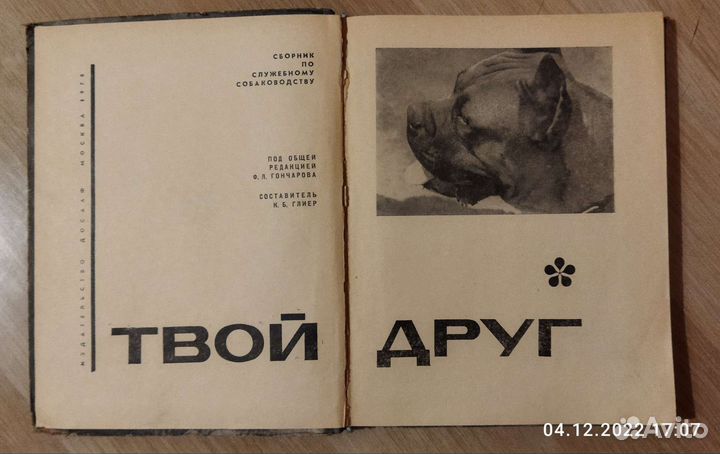 СБОРНИК
ПО
СЛУЖЕБНОМУ
СОБАКОВОДСТВУ
ПОД ОБЩЕЙ
РЕДАКЦИЕЙ
Ф. Л. ГОНЧАРОВА
СОСТАВИТЕЛЬ
К. Б. ГЛИЕР
ИЗДАТЕЛЬСТВО ДОСААФ МОСКВА
ТВОЙ ДРУГ
04.12.2022 17:07
Avito